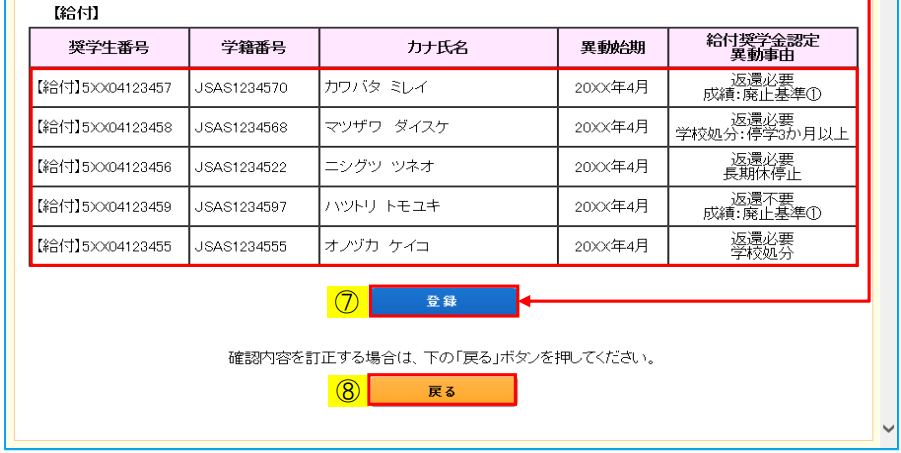 【給付】
奨学生番号 学籍番号 カナ氏名 異動始期 給付奨学金認定
異動事由
【給付】5XX04123457 JSAS1234570 カワバタ ミレイ 20XX年4月 返還必要
成績:廃止基準①
【給付】5XX04123458 JSAS1234568 マツザワ ダイスケ 20XX年4月 返還必要
学校処分:停学3か月以上
【給付】5XX04123456 JSAS1234522 ニシグツ ツネオ 20XX年4月 返還必要
長期休停止
【給付】5XX04123459 JSAS1234597 ハツトリ トモユキ 20XX年4月 返還不要
成績:廃止基準①
【給付】5XX04123455 JSAS1234555 オノヅカ ケイコ 20XX年4月 返還必要
学校処分
⑦ 登録
確認内容を訂正する場合は、下の「戻る」ボタンを押してください。
⑧ 戻る